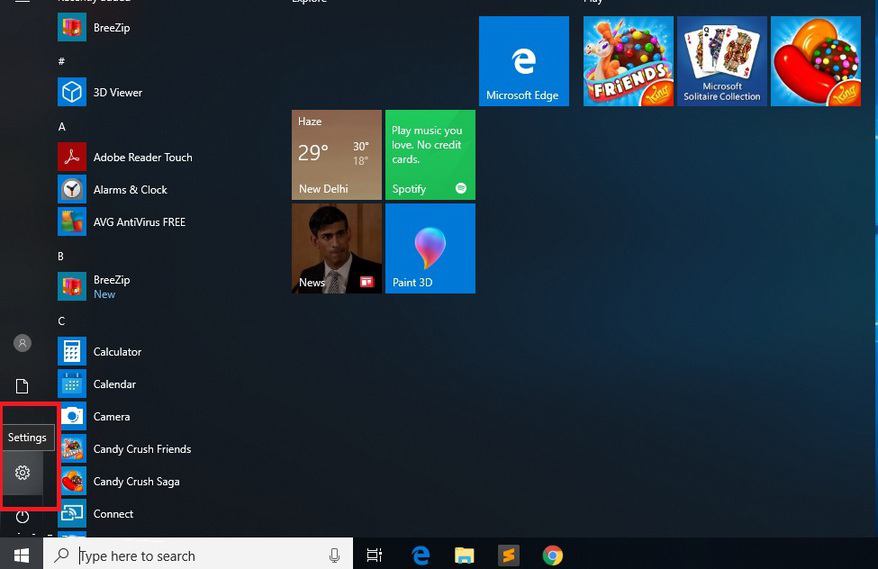 BreeZip
#
3D Viewer
A
Adobe Reader Touch
Alarms & Clock
AVG AntiVirus FREE
B
BreeZip
New
C
Calculator
Calendar
Camera
Candy Crush Friends
Candy Crush Saga
Connect
Settings
Type here to search
Explore
Microsoft Edge
Haze
29°
30°
18°
New Delhi
Play music you
love. No credit
cards.
Spotify
News
Paint 3D
Play
FRiENDS
King
Microsoft
Solitaire Collection
King